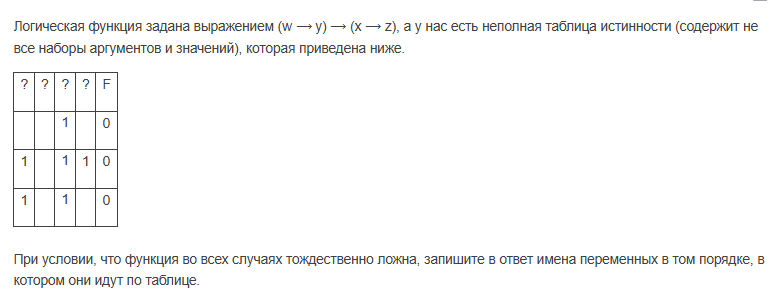 Логическая функция задана выражением (w ⟶ y) ⟶ (x ⟶ z), а у нас есть неполная таблица истинности (содержит не
все наборы аргументов и значений), которая приведена ниже.
? ? ? ? F
1 0
1 1 1 0
1 1 0
При условии, что функция во всех случаях тождественно ложна, запишите в ответ имена переменных в том порядке, в
котором они идут по таблице.